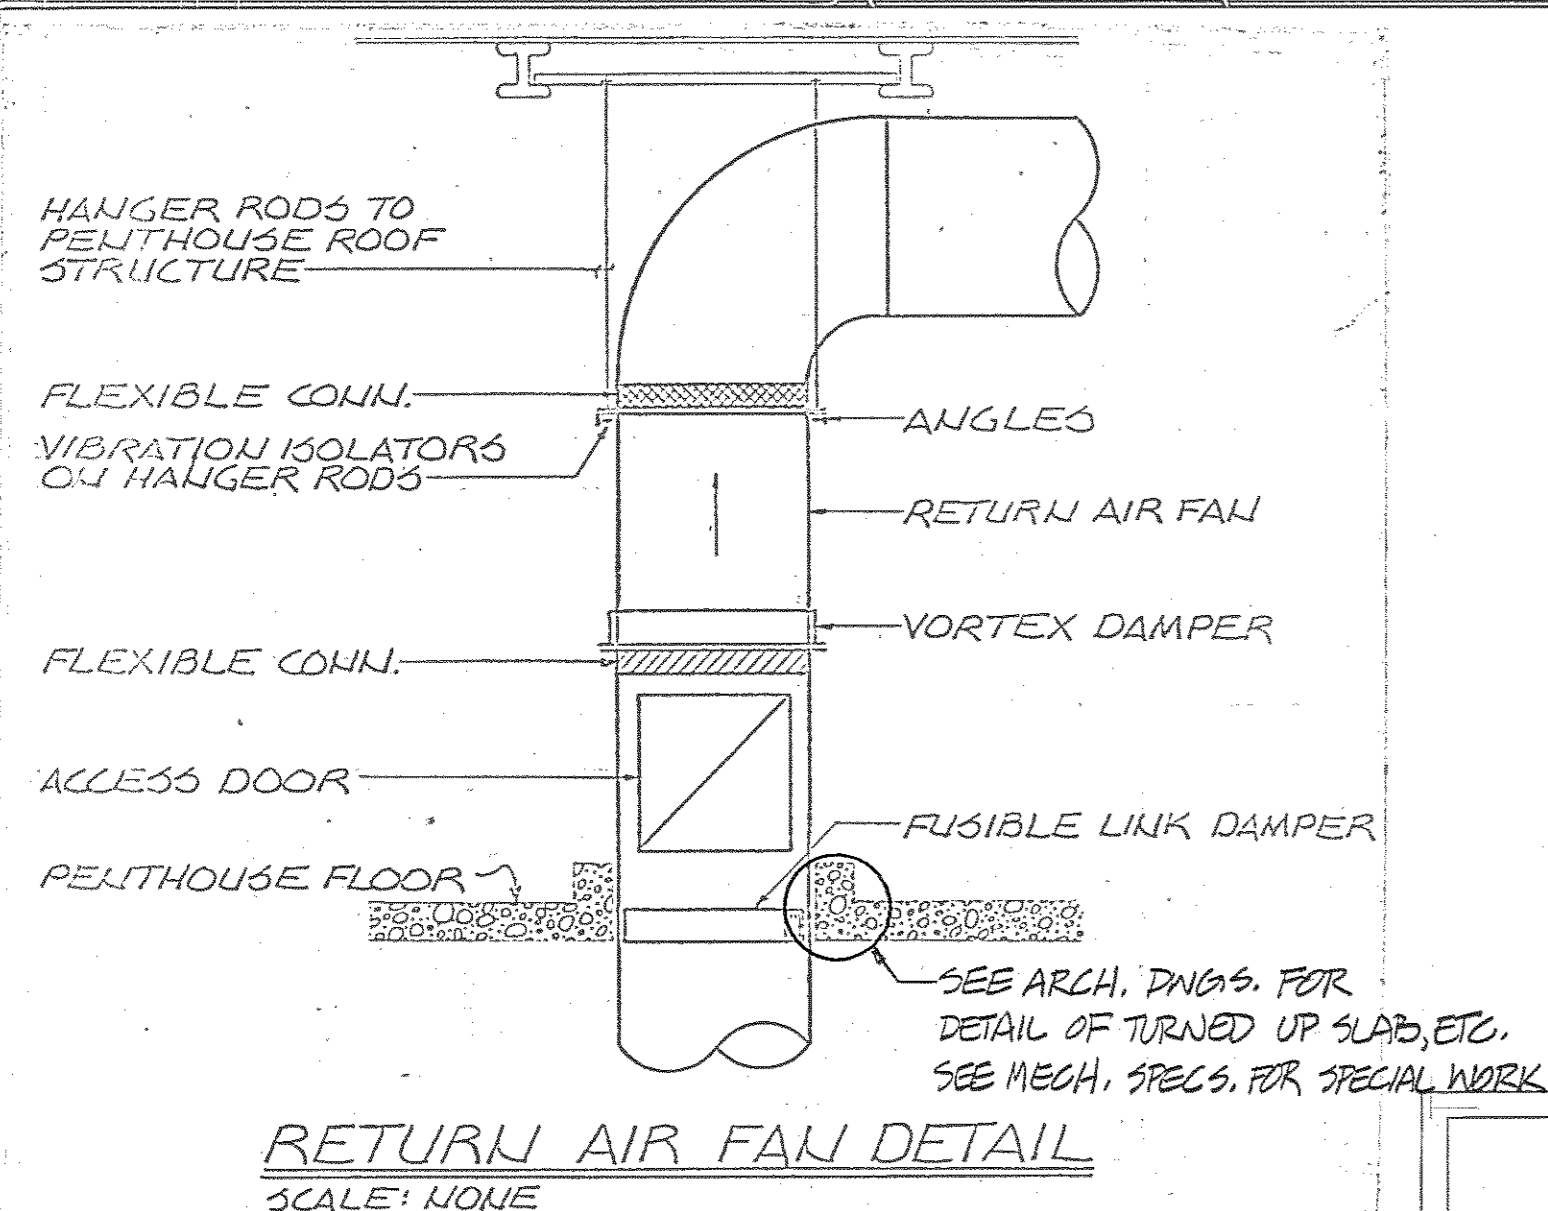 HANGER RODS TO
PENTHOUSE ROOF
STRUCTURE
FLEXIBLE CONN.
ANGLES
VIBRATION ISOLATORS
ON HANGER RODS
RETURN AIR FAN
VORTEX DAMPER
FLEXIBLE CONN.
ACCESS DOOR
FUSIBLE LINK DAMPER
PENTHOUSE FLOOR
SEE ARCH. DWGS. FOR
DETAIL OF TURNED UP SLAB, ETC.
SEE MECH. SPECS. FOR SPECIAL WORK
RETURN AIR FAN DETAIL
SCALE: NONE